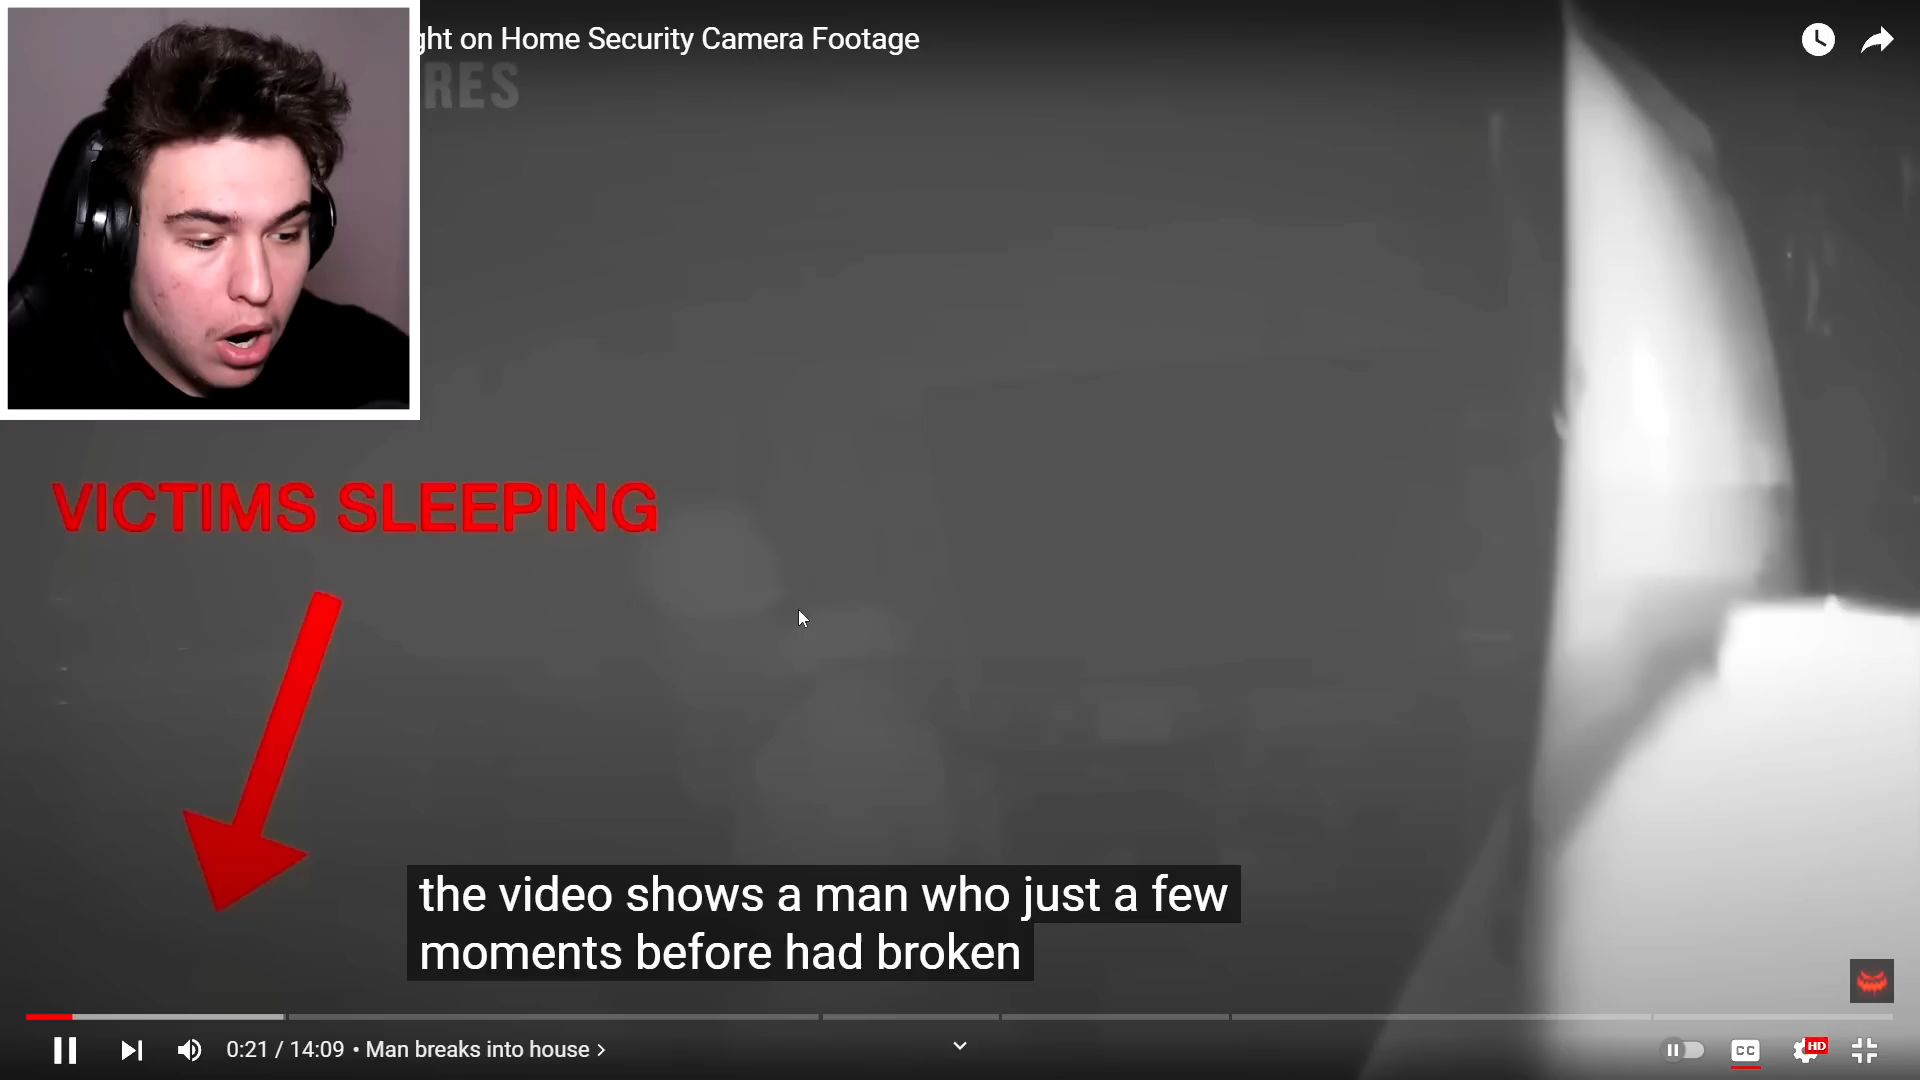 ght on Home Security Camera Footage
RES
VICTIMS SLEEPING
the video shows a man who just a few
moments before had broken
0:21 / 14:09 • Man breaks into house >
CC
HD